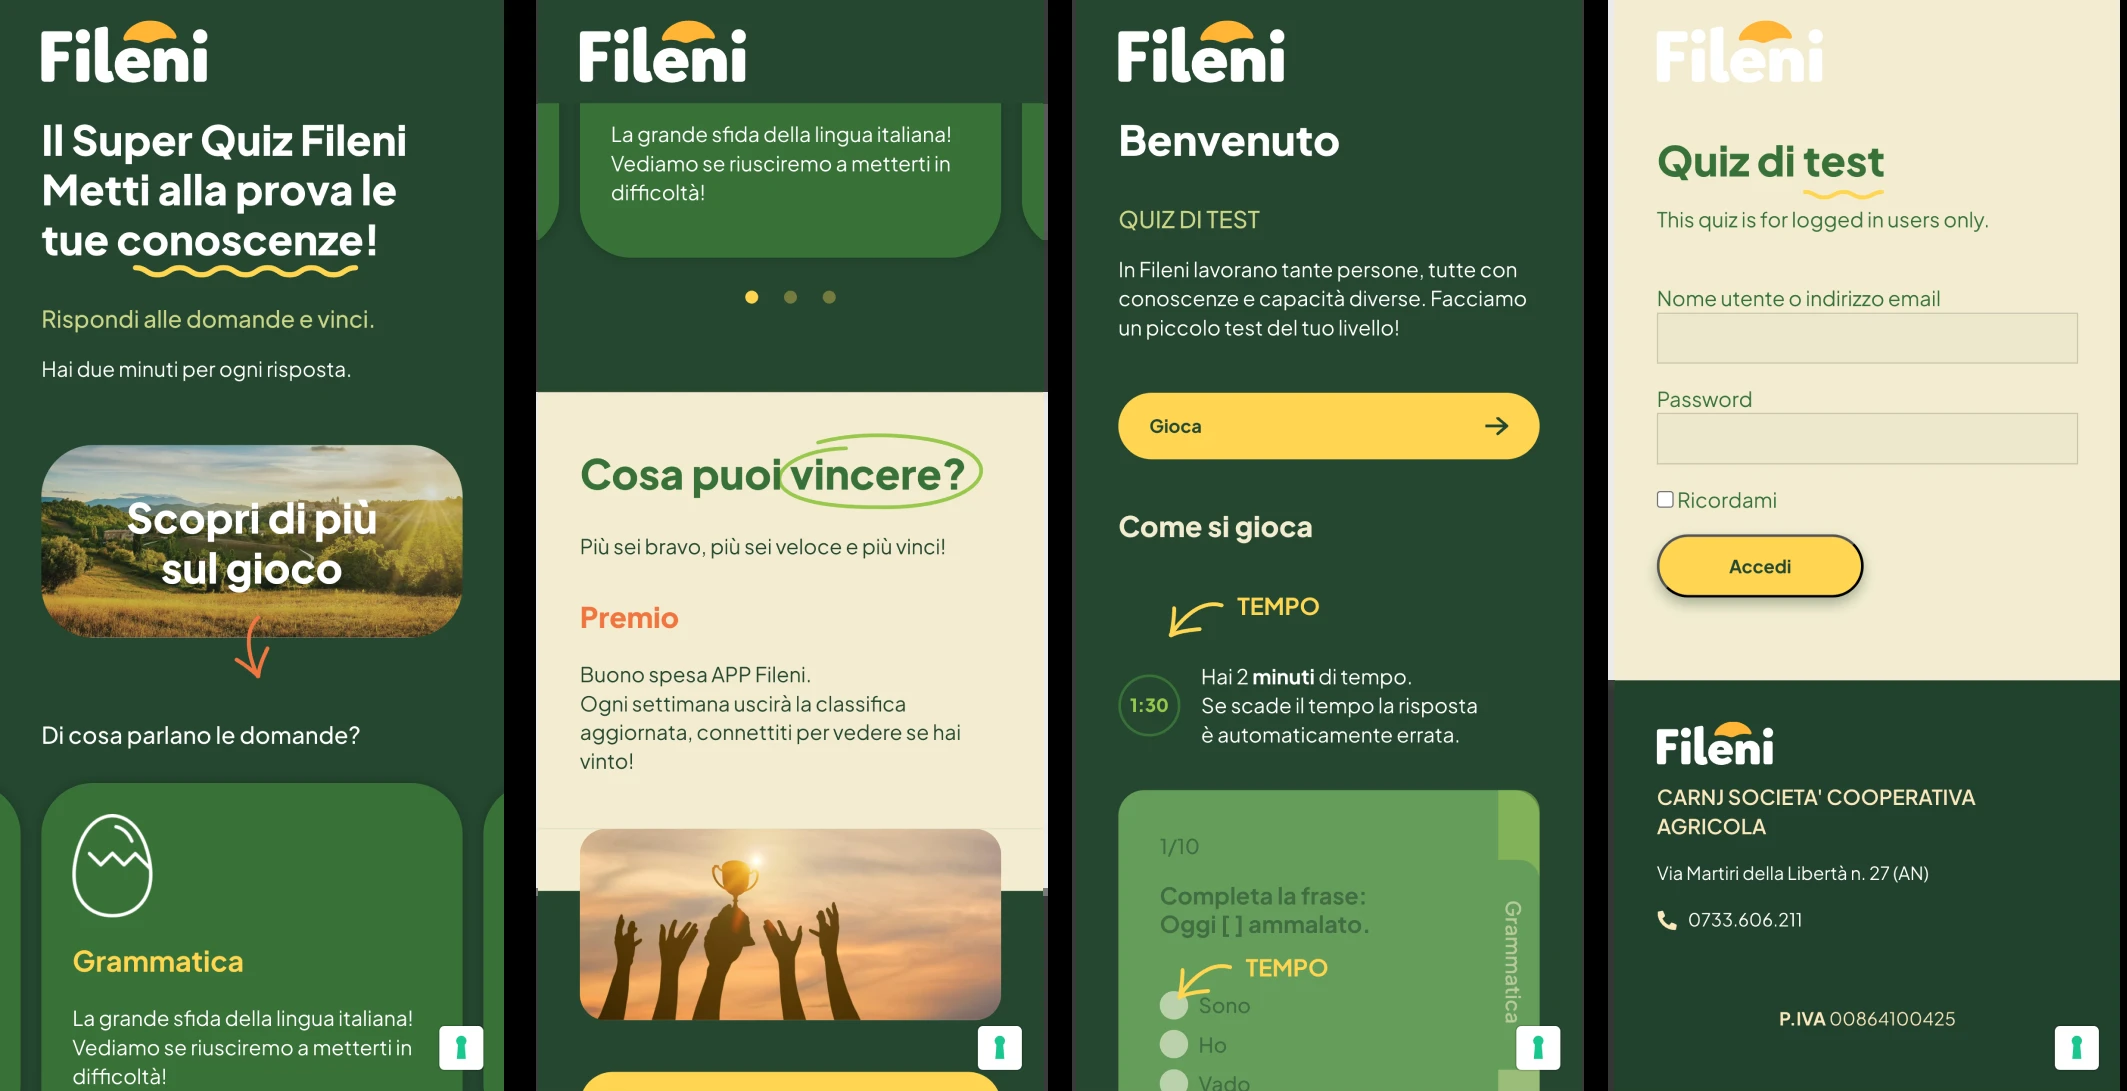 Fileni
Il Super Quiz Fileni
Metti alla prova le
tue conoscenze!
Rispondi alle domande e vinci.
Hai due minuti per ogni risposta.
Scopri di più
sul gioco
Di cosa parlano le domande?
Grammatica
La grande sfida della lingua italiana!
Vediamo se riusciremo a metterti in
difficoltà!
Fileni
La grande sfida della lingua italiana!
Vediamo se riusciremo a metterti in
difficoltà!
Cosa puoi vincere?
Più sei bravo, più sei veloce e più vinci!
Premio
Buono spesa APP Fileni.
Ogni settimana uscirà la classifica
aggiornata, connettiti per vedere se hai
vinto!
Fileni
Benvenuto
QUIZ DI TEST
In Fileni lavorano tante persone, tutte con
conoscenze e capacità diverse. Facciamo
un piccolo test del tuo livello!
Gioca
Come si gioca
TEMPO
1:30
Hai 2 minuti di tempo.
Se scade il tempo la risposta
è automaticamente errata.
1/10
Completa la frase:
Oggi [ ] ammalato.
TEMPO
Sono
Ho
Vado
Grammatica
Fileni
Quiz di test
This quiz is for logged in users only.
Nome utente o indirizzo email
Password
Ricordami
Accedi
Fileni
CARNJ SOCIETA' COOPERATIVA
AGRICOLA
Via Martiri della Libertà n. 27 (AN)
0733.606.211
P.IVA 00864100425